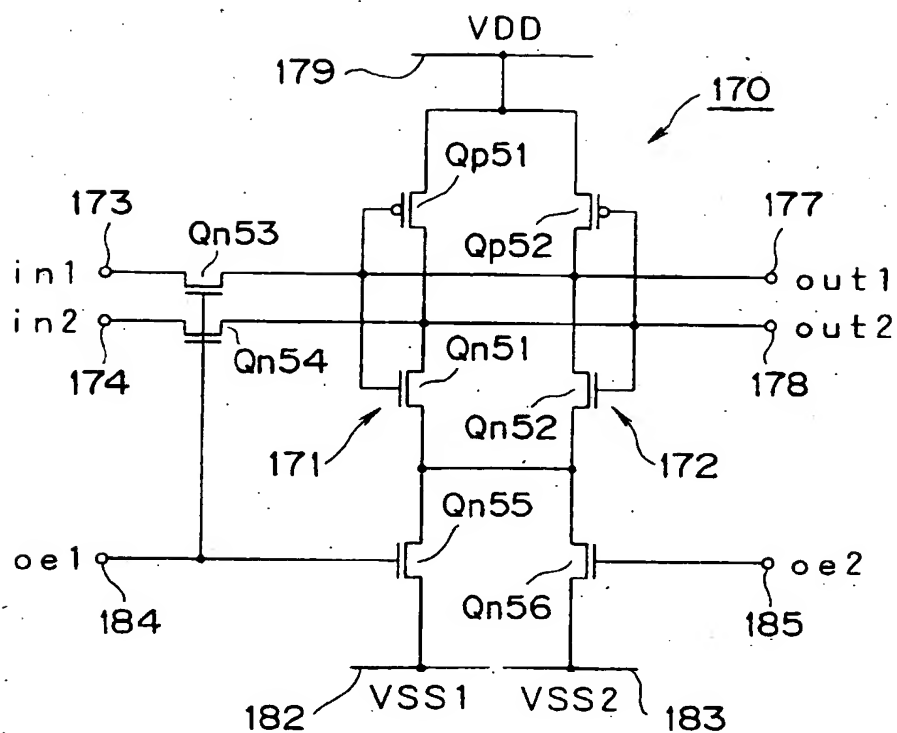 VDD
179
170
Qp51
173
Qn53
Qp52
177
in1
out1
in2
out2
174
Qn54
Qn51
178
Qn52
171
172
Qn55
oe1
oe2
184
Qn56
185
182
VSS1
VSS2
183